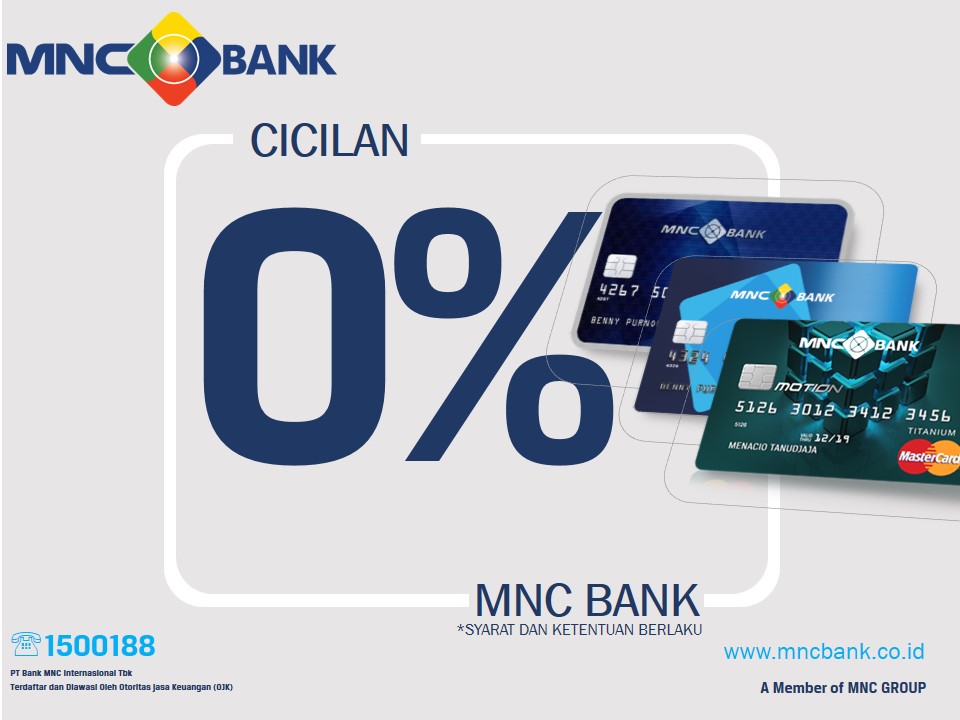 MNC BANK
CICILAN
0%
MNC BANK
4267
BENNY PURNO
MNC BANK
4324
MNC BANK
MOTION
5126 3012 3412 3456
5126
VALID THRU 12/19
TITANIUM
MENACIO TANUDJAJA
MasterCard
MNC BANK
*SYARAT DAN KETENTUAN BERLAKU
1500188
www.mncbank.co.id
PT Bank MNC Internasional Tbk
Terdaftar dan Diawasi Oleh Otoritas Jasa Keuangan (OJK)
A Member of MNC GROUP